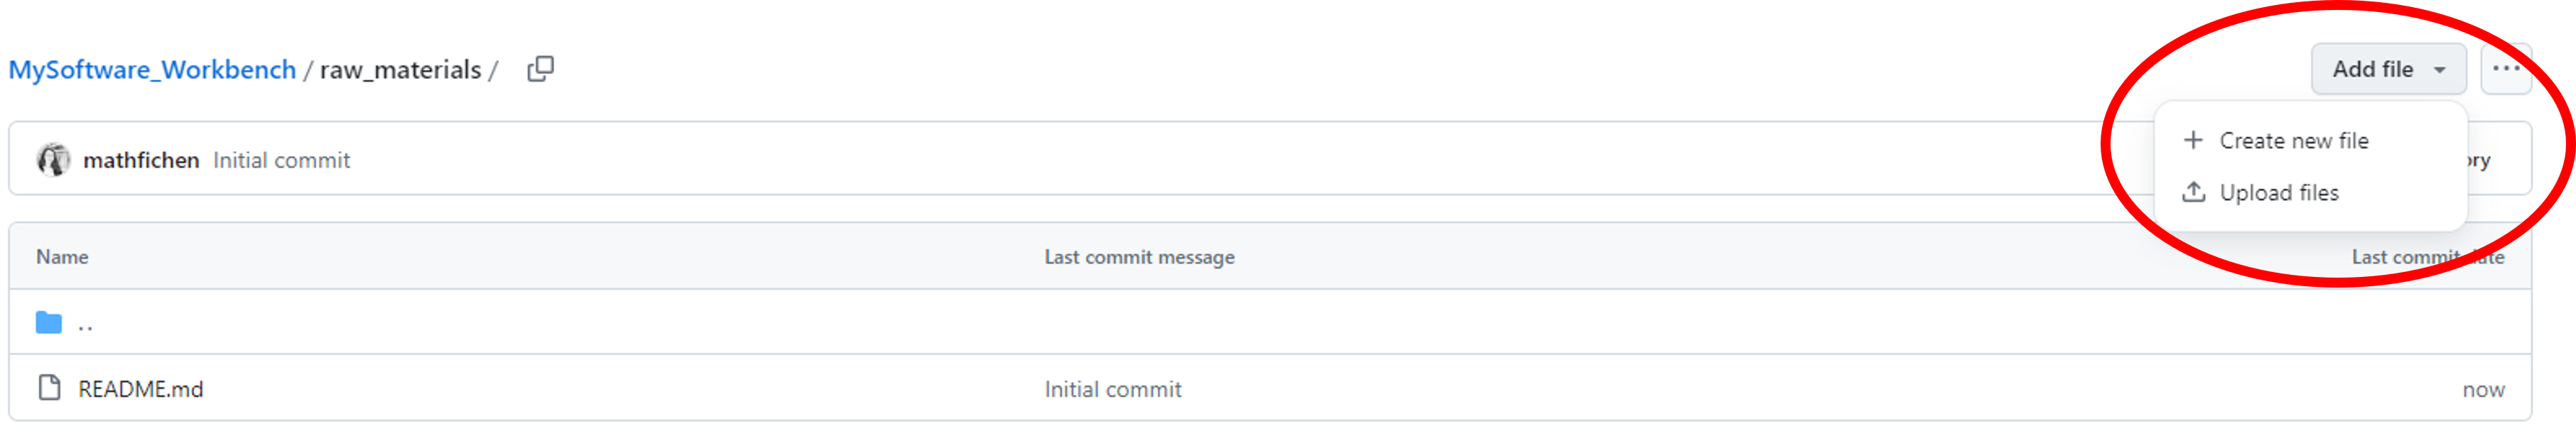 MySoftware_Workbench / raw_materials /
Add file
...
mathfichen Initial commit
Create new file
Upload files
Name Last commit message Last commit date
..
README.md Initial commit now